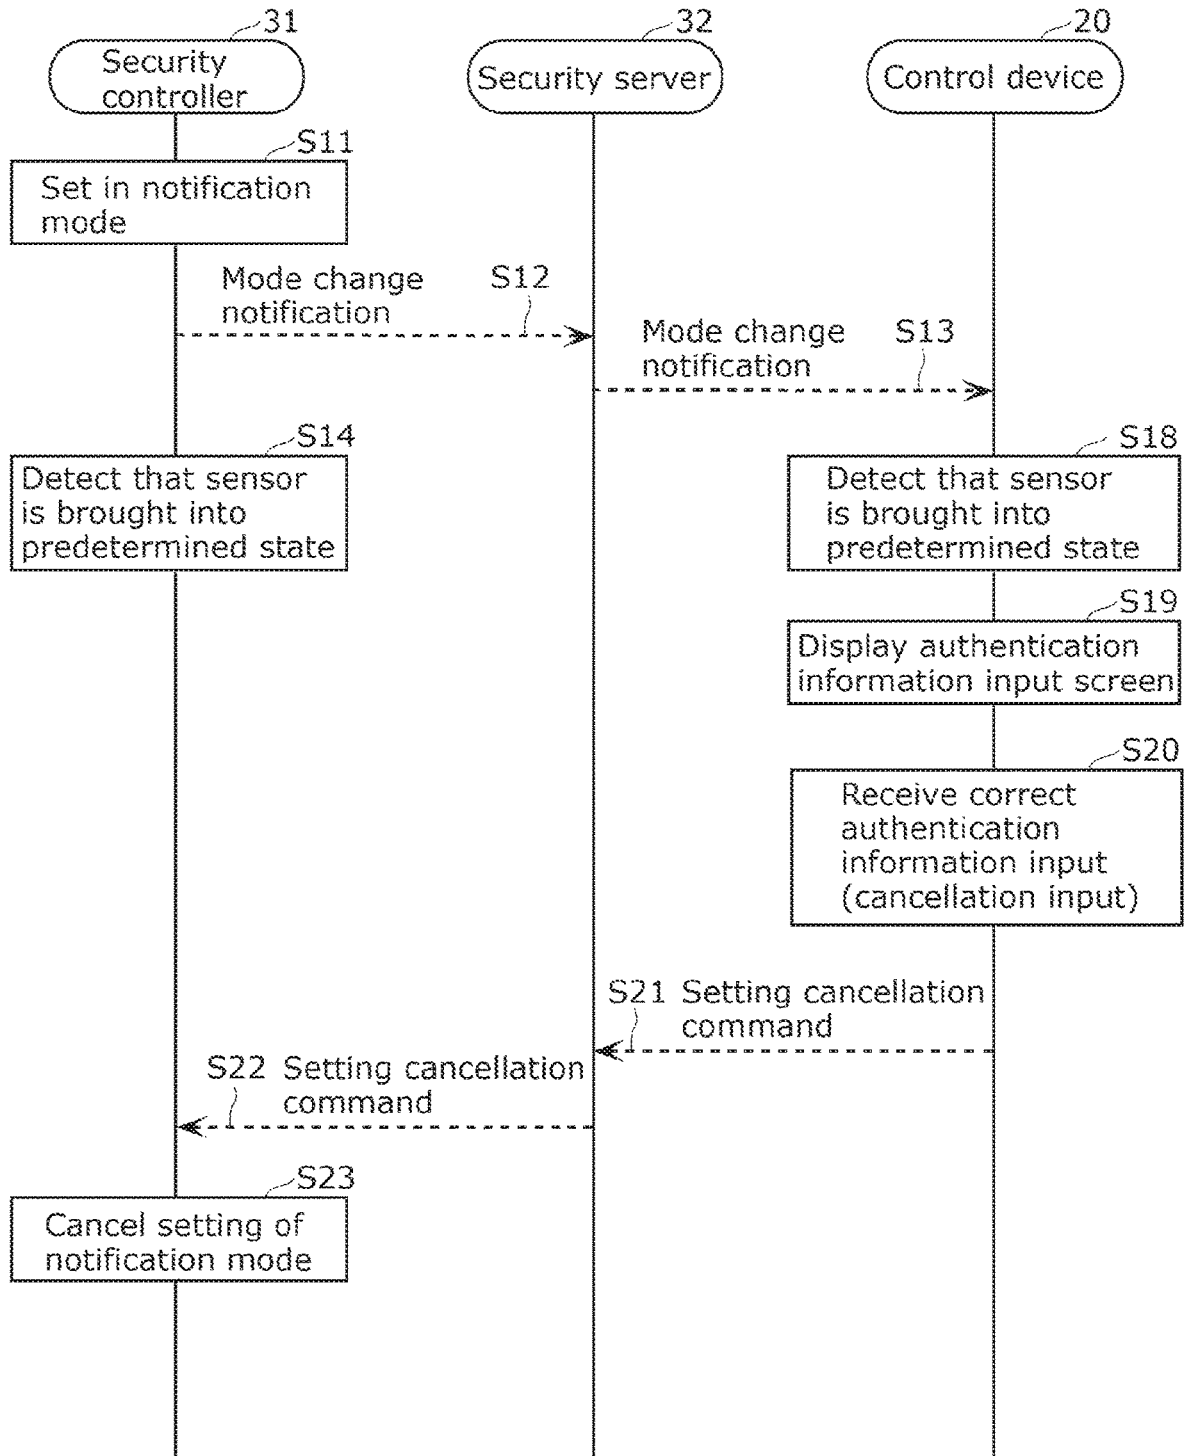 31
32
20
Security
controller
Security server
Control device
S11
Set in notification
mode
Mode change
notification
S12
Mode change
notification
S13
S14
Detect that sensor
is brought into
predetermined state
S18
Detect that sensor
is brought into
predetermined state
S19
Display authentication
information input screen
S20
Receive correct
authentication
information input
(cancellation input)
S21 Setting cancellation
command
S22 Setting cancellation
command
S23
Cancel setting of
notification mode